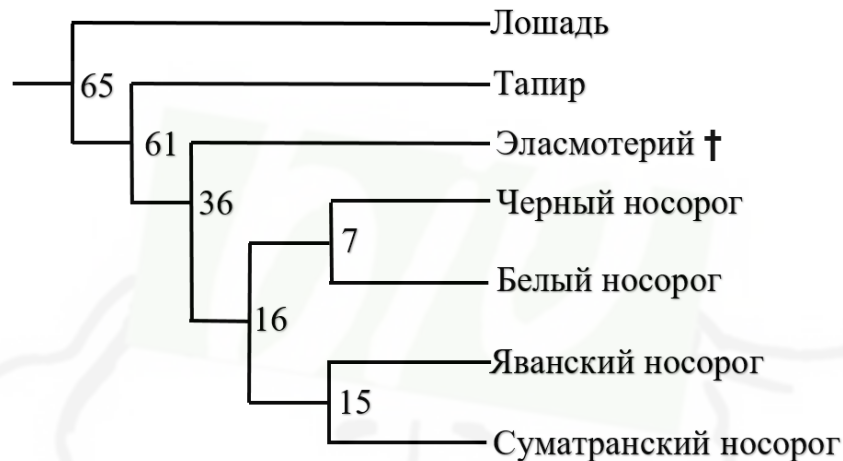 Лошадь
65
Тапир
61
Эласмотерий †
36
Черный носорог
7
Белый носорог
16
Яванский носорог
15
Суматранский носорог